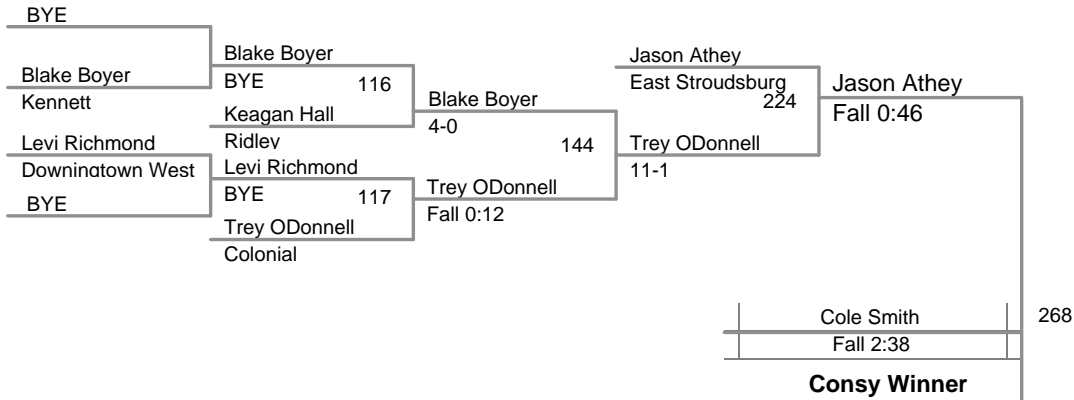 BYE
Blake Boyer
Kennett
Levi Richmond
Downingtown West
BYE
Blake Boyer
BYE
116
Keagan Hall
Ridley
Levi Richmond
BYE
117
Trey ODonnell
Colonial
Blake Boyer
4-0
144
Trey ODonnell
Fall 0:12
Jason Athey
East Stroudsburg
224
Trey ODonnell
11-1
Jason Athey
Fall 0:46
Cole Smith
268
Fall 2:38
Consy Winner